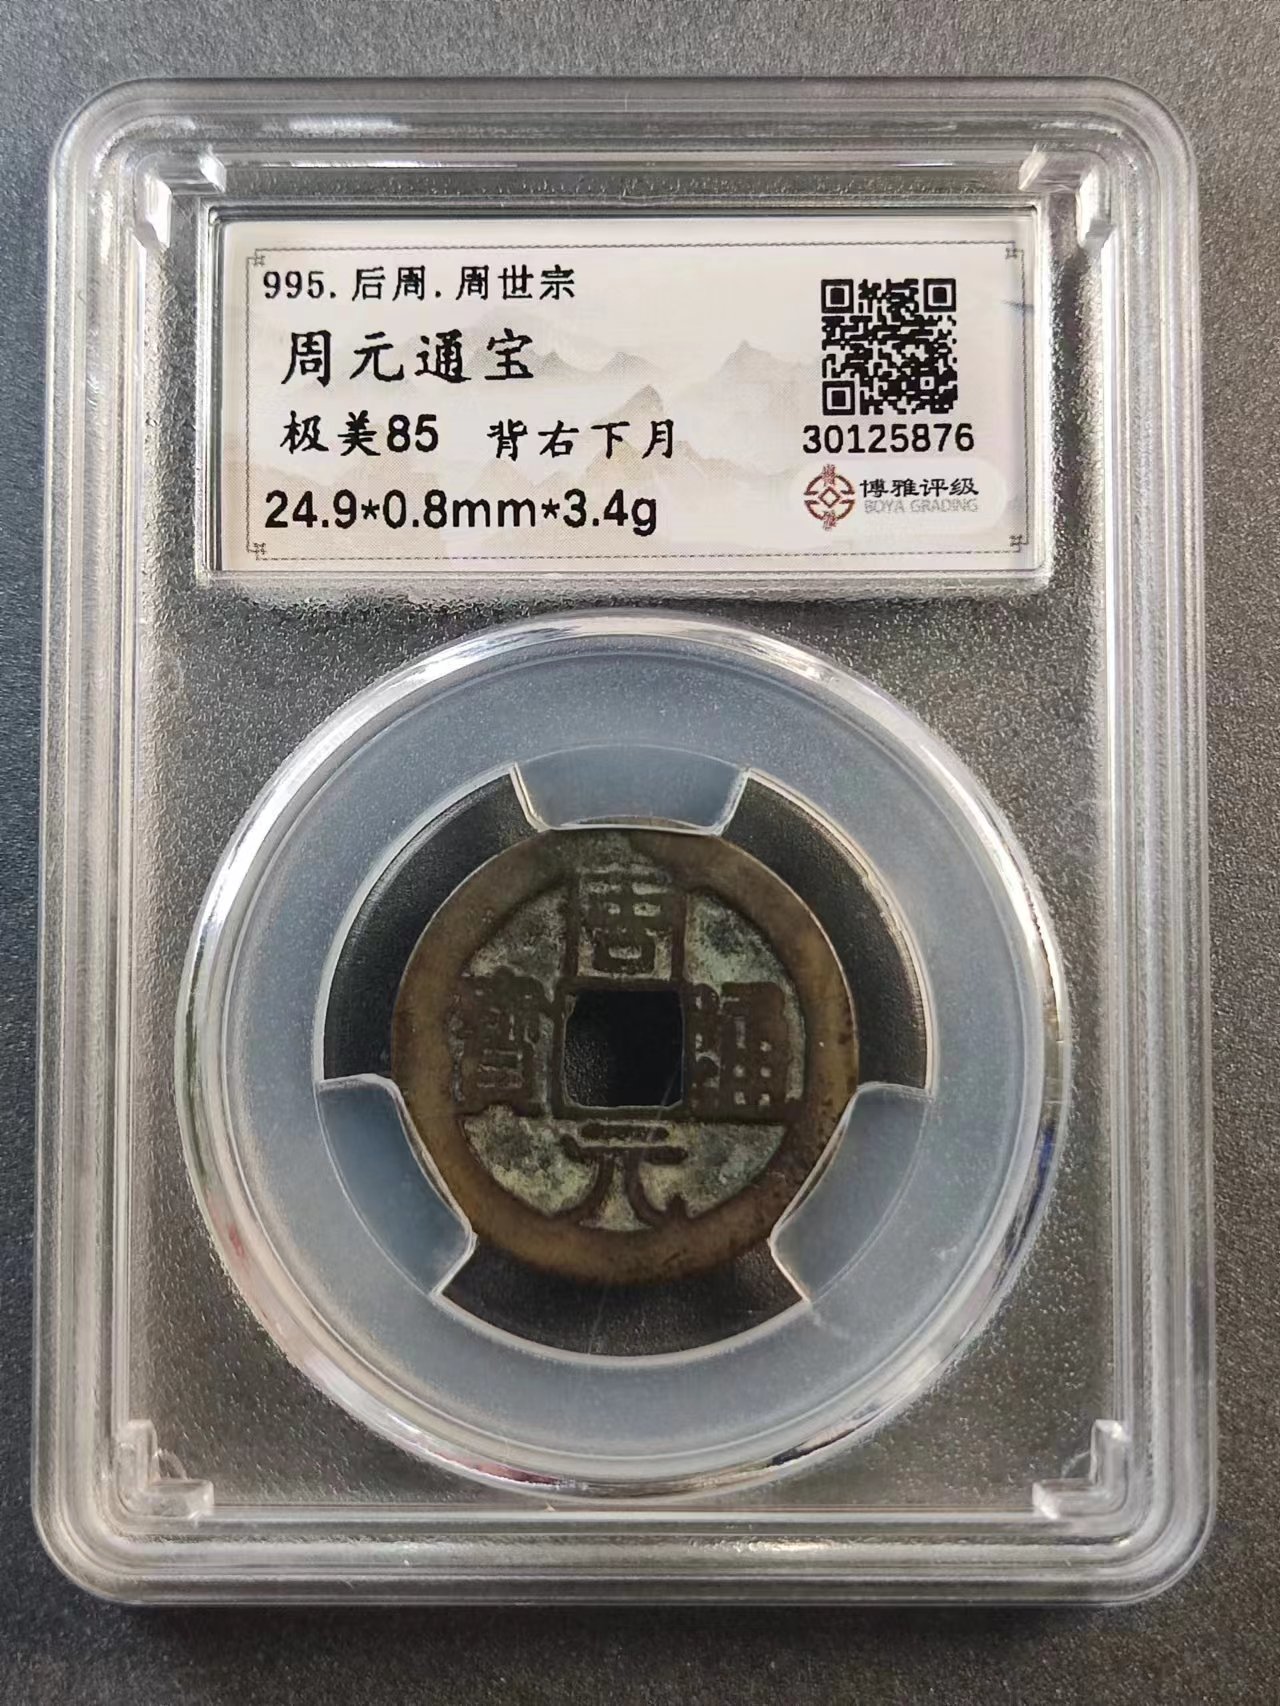 995.后周.周世宗
周元通宝
极美85 背右下月
24.9*0.8mm*3.4g
30125876
博雅评级
BOYA GRADING
周元通寳